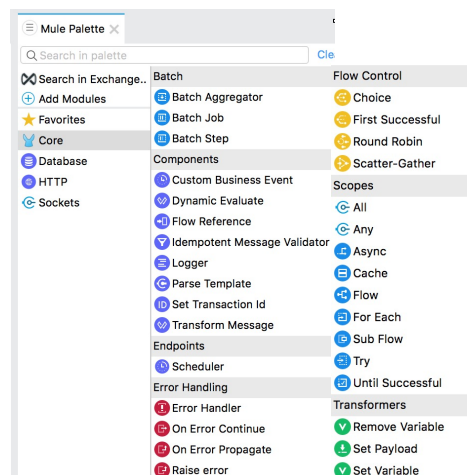 Mule Palette
Search in palette
Cle
Search in Exchange..
Add Modules
Favorites
Core
Database
HTTP
Sockets
Batch
Batch Aggregator
Batch Job
Batch Step
Components
Custom Business Event
Dynamic Evaluate
Flow Reference
Idempotent Message Validator
Logger
Parse Template
Set Transaction Id
Transform Message
Endpoints
Scheduler
Error Handling
Error Handler
On Error Continue
On Error Propagate
Raise error
Flow Control
Choice
First Successful
Round Robin
Scatter-Gather
Scopes
All
Any
Async
Cache
Flow
For Each
Sub Flow
Try
Until Successful
Transformers
Remove Variable
Set Payload
Set Variable